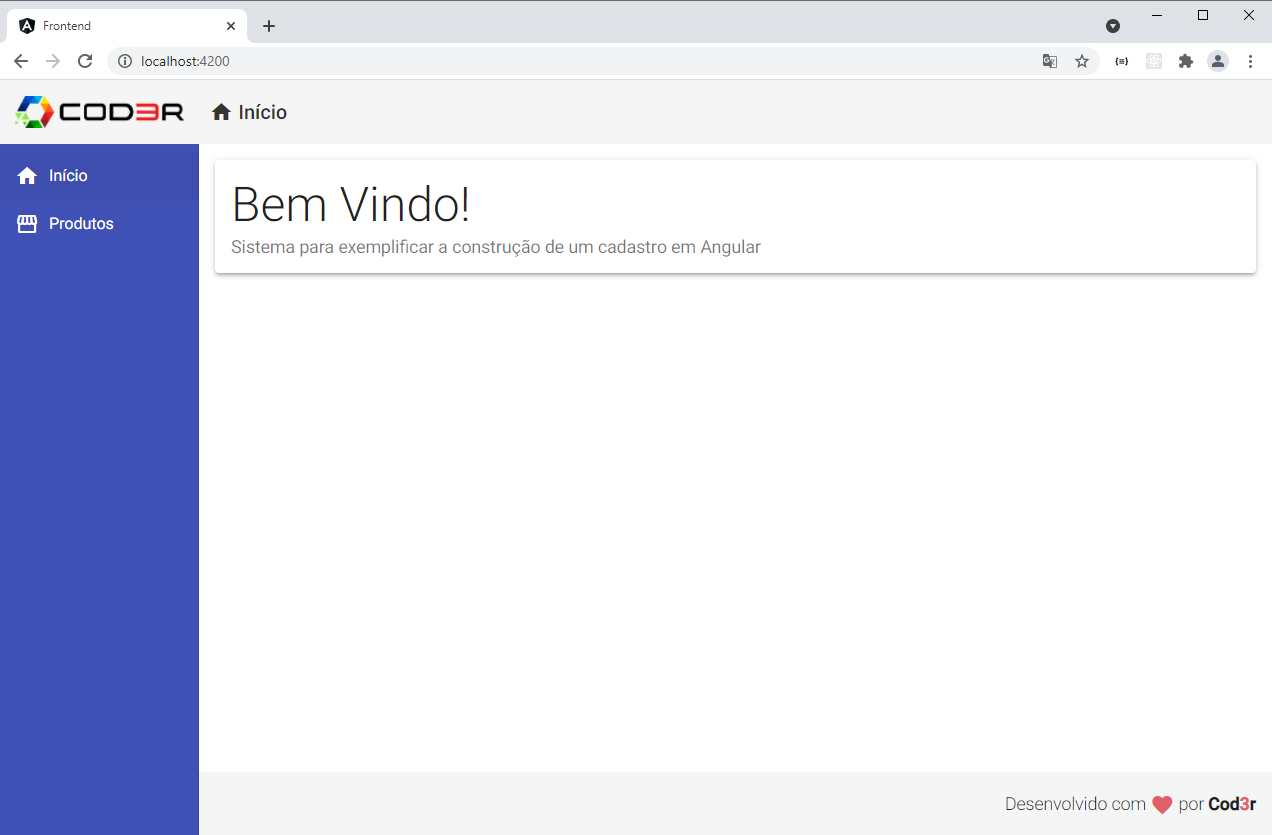 Frontend
localhost:4200
COD3R
Início
Início
Produtos
Bem Vindo!
Sistema para exemplificar a construção de um cadastro em Angular
Desenvolvido com por Cod3r